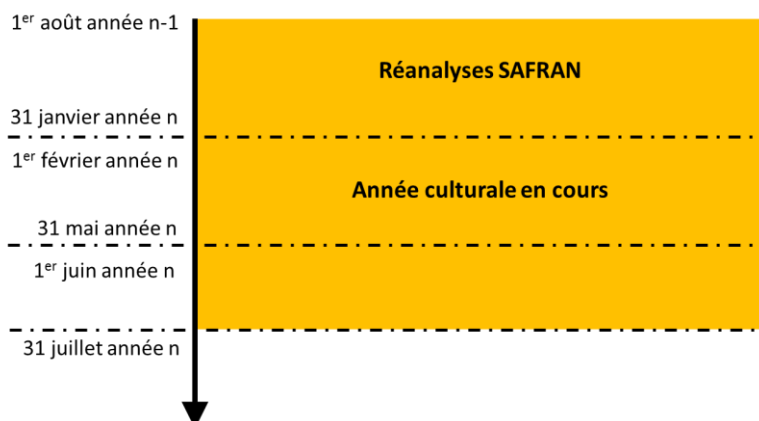 1er août année n-1
Réanalyses SAFRAN
31 janvier année n
1er février année n
Année culturale en cours
31 mai année n
1er juin année n
31 juillet année n